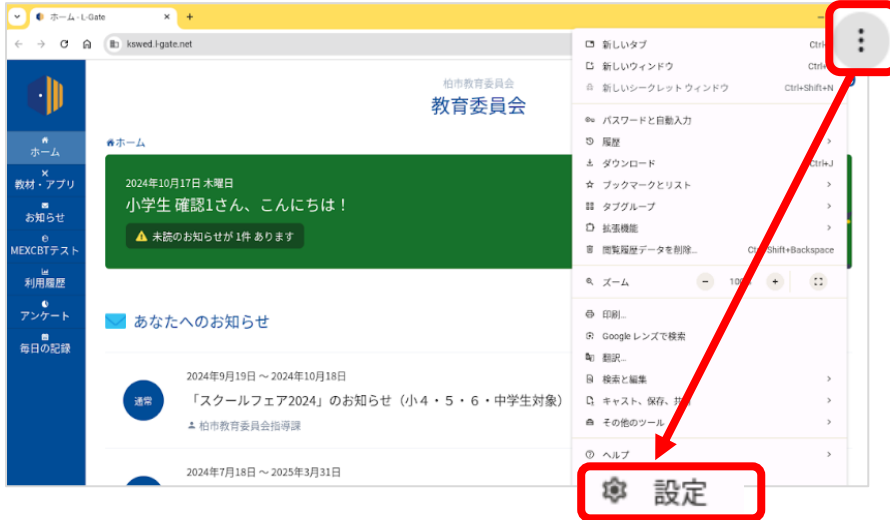 ホーム - L-Gate
kswed.l-gate.net
柏市教育委員会
教育委員会
ホーム
ホーム
教材・アプリ
お知らせ
MEXCBTテスト
利用履歴
アンケート
毎日の記録
2024年10月17日 木曜日
小学生 確認1さん、こんにちは！
未読のお知らせが 1件 あります
あなたへのお知らせ
2024年9月19日 ～ 2024年10月18日
通常
「スクールフェア2024」のお知らせ（小４・５・６・中学生対象）
柏市教育委員会指導課
2024年7月18日 ～ 2025年3月31日
新しいタブ
新しいウィンドウ
新しいシークレット ウィンドウ Ctrl+Shift+N
パスワードと自動入力
履歴
ダウンロード Ctrl+J
ブックマークとリスト
タブグループ
拡張機能
閲覧履歴データを削除... Shift+Backspace
ズーム － ＋
印刷...
Google レンズで検索
翻訳...
検索と編集
キャスト、保存、共
その他のツール
ヘルプ
設定